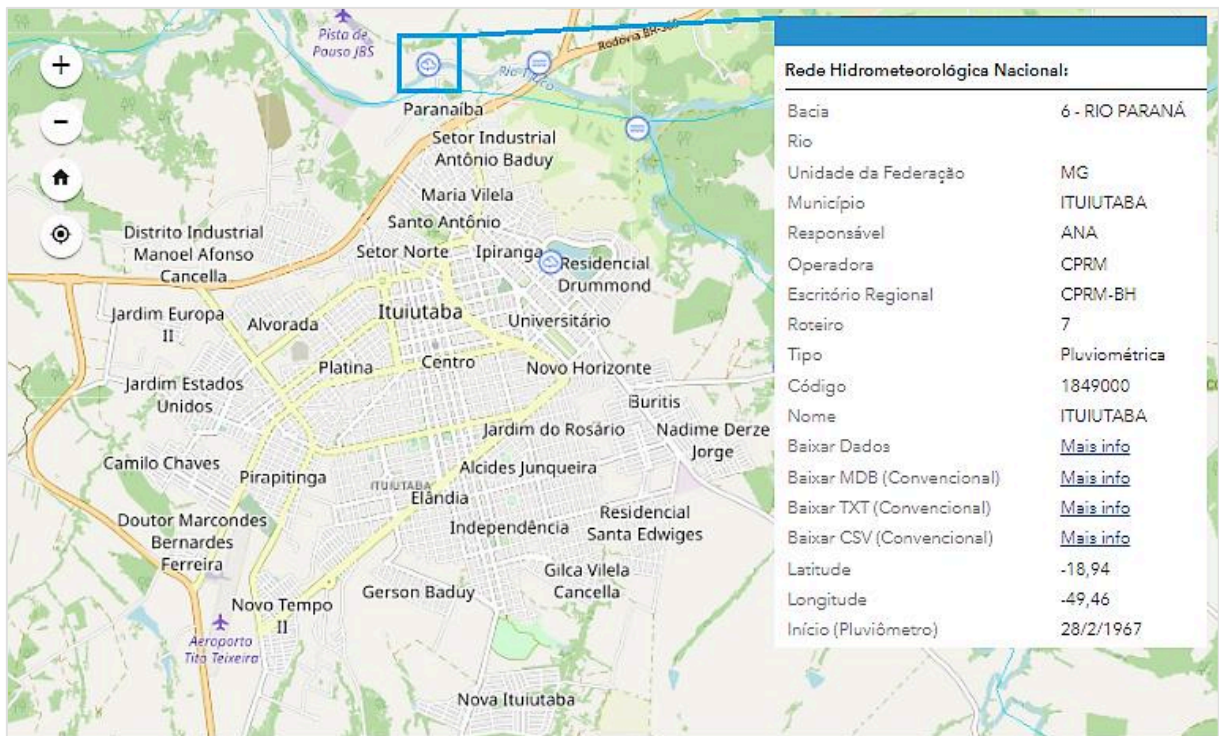 Pista de
Pouso JBS
Rodovia BR-365
Rio Tijuco
Paranaíba
Setor Industrial
Antônio Baduy
Maria Vilela
Santo Antônio
Distrito Industrial
Manoel Afonso
Cancella
Setor Norte
Ipiranga
Residencial
Drummond
Jardim Europa
II
Alvorada
Ituiutaba
Universitário
Platina
Centro
Novo Horizonte
Jardim Estados
Unidos
Buritis
Jardim do Rosário
Nadime Derze
Jorge
Camilo Chaves
Pirapitinga
Alcides Junqueira
ITUIUTABA
Elândia
Doutor Marcondes
Bernardes
Ferreira
Independência
Residencial
Santa Edwiges
Gilca Vilela
Cancella
Gerson Baduy
Novo Tempo
II
Aeroporto
Tito Teixeira
Nova Ituiutaba
Rede Hidrometeorológica Nacional:
Bacia 6 - RIO PARANÁ
Rio
Unidade da Federação MG
Município ITUIUTABA
Responsável ANA
Operadora CPRM
Escritório Regional CPRM-BH
Roteiro 7
Tipo Pluviométrica
Código 1849000
Nome ITUIUTABA
Baixar Dados Mais info
Baixar MDB (Convencional) Mais info
Baixar TXT (Convencional) Mais info
Baixar CSV (Convencional) Mais info
Latitude -18,94
Longitude -49,46
Início (Pluviômetro) 28/2/1967